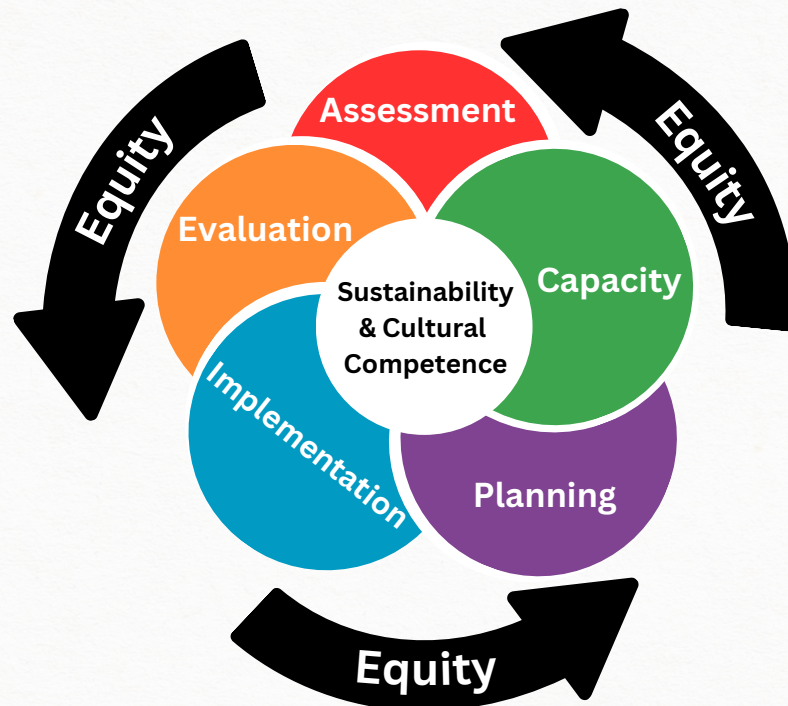 Assessment
Equity
Equity
Evaluation
Capacity
Sustainability
& Cultural
Competence
Implementation
Planning
Equity